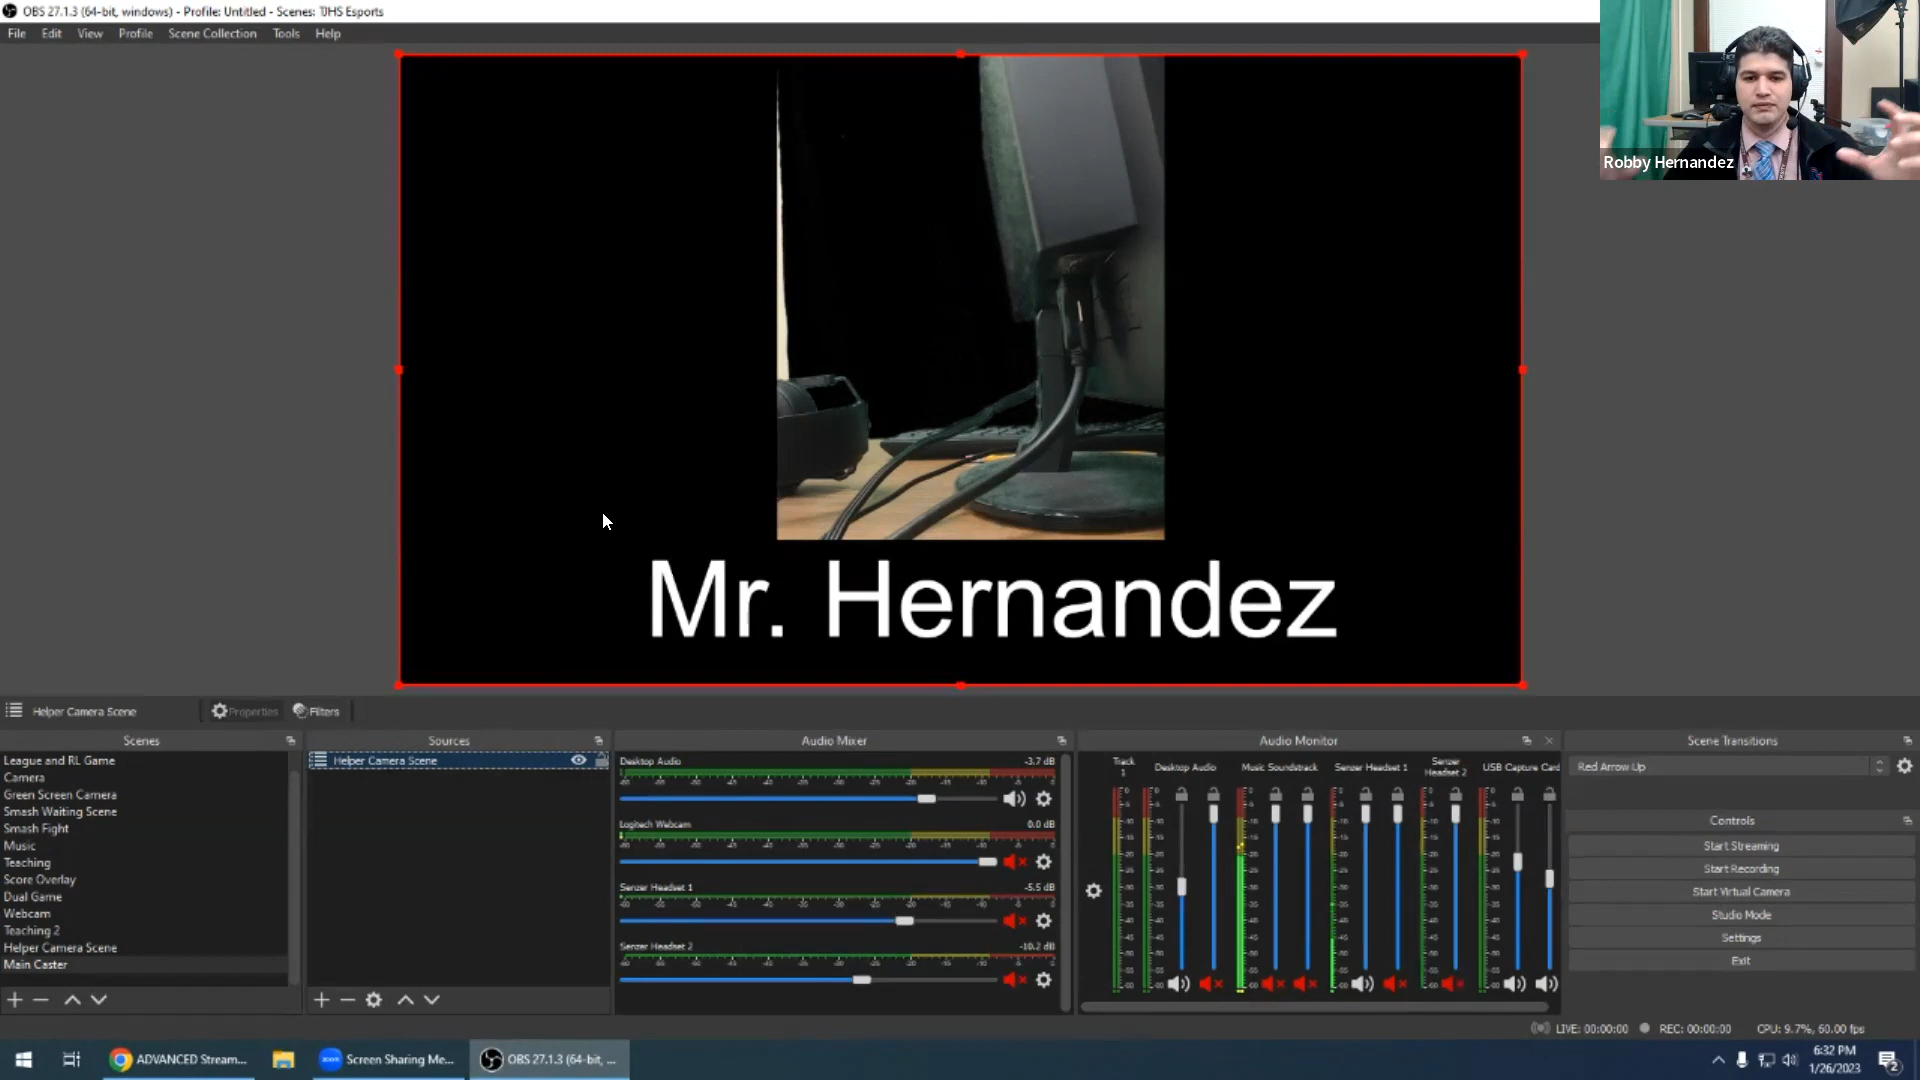 OBS 27.1.3 (64-bit, windows) - Profile: Untitled - Scenes: TJHS Esports
File Edit View Profile Scene Collection Tools Help
Robby Hernandez
Mr. Hernandez
Helper Camera Scene Properties Filters
Scenes
League and RL Game
Camera
Green Screen Camera
Smash Waiting Scene
Smash Fight
Music
Teaching
Score Overlay
Dual Game
Webcam
Teaching 2
Helper Camera Scene
Main Caster
Sources
Helper Camera Scene
Audio Mixer
Desktop Audio -3.7 dB
Logitech Webcam 0.0 dB
Senzer Headset 1 -5.5 dB
Senzer Headset 2 -10.2 dB
Audio Monitor
Track 1
Desktop Audio
Music Soundstrack
Senzer Headset 1
Senzer Headset 2
USB Capture Card
Scene Transitions
Red Arrow Up
Controls
Start Streaming
Start Recording
Start Virtual Camera
Studio Mode
Settings
Exit
LIVE: 00:00:00 REC: 00:00:00 CPU: 9.7%, 60.00 fps
ADVANCED Stream...
zoom
Screen Sharing Me...
OBS 27.1.3 (64-bit, ...
6:32 PM
1/26/2023
2